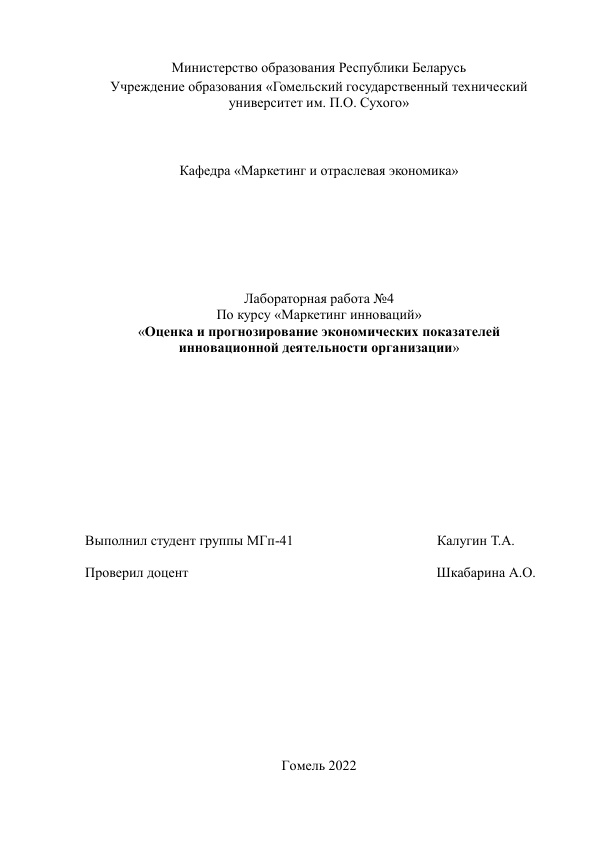 Министерство образования Республики Беларусь
Учреждение образования «Гомельский государственный технический
университет им. П.О. Сухого»
Кафедра «Маркетинг и отраслевая экономика»
Лабораторная работа №4
По курсу «Маркетинг инноваций»
«Оценка и прогнозирование экономических показателей
инновационной деятельности организации»
Выполнил студент группы МГп-41 Калугин Т.А.
Проверил доцент Шкабарина А.О.
Гомель 2022